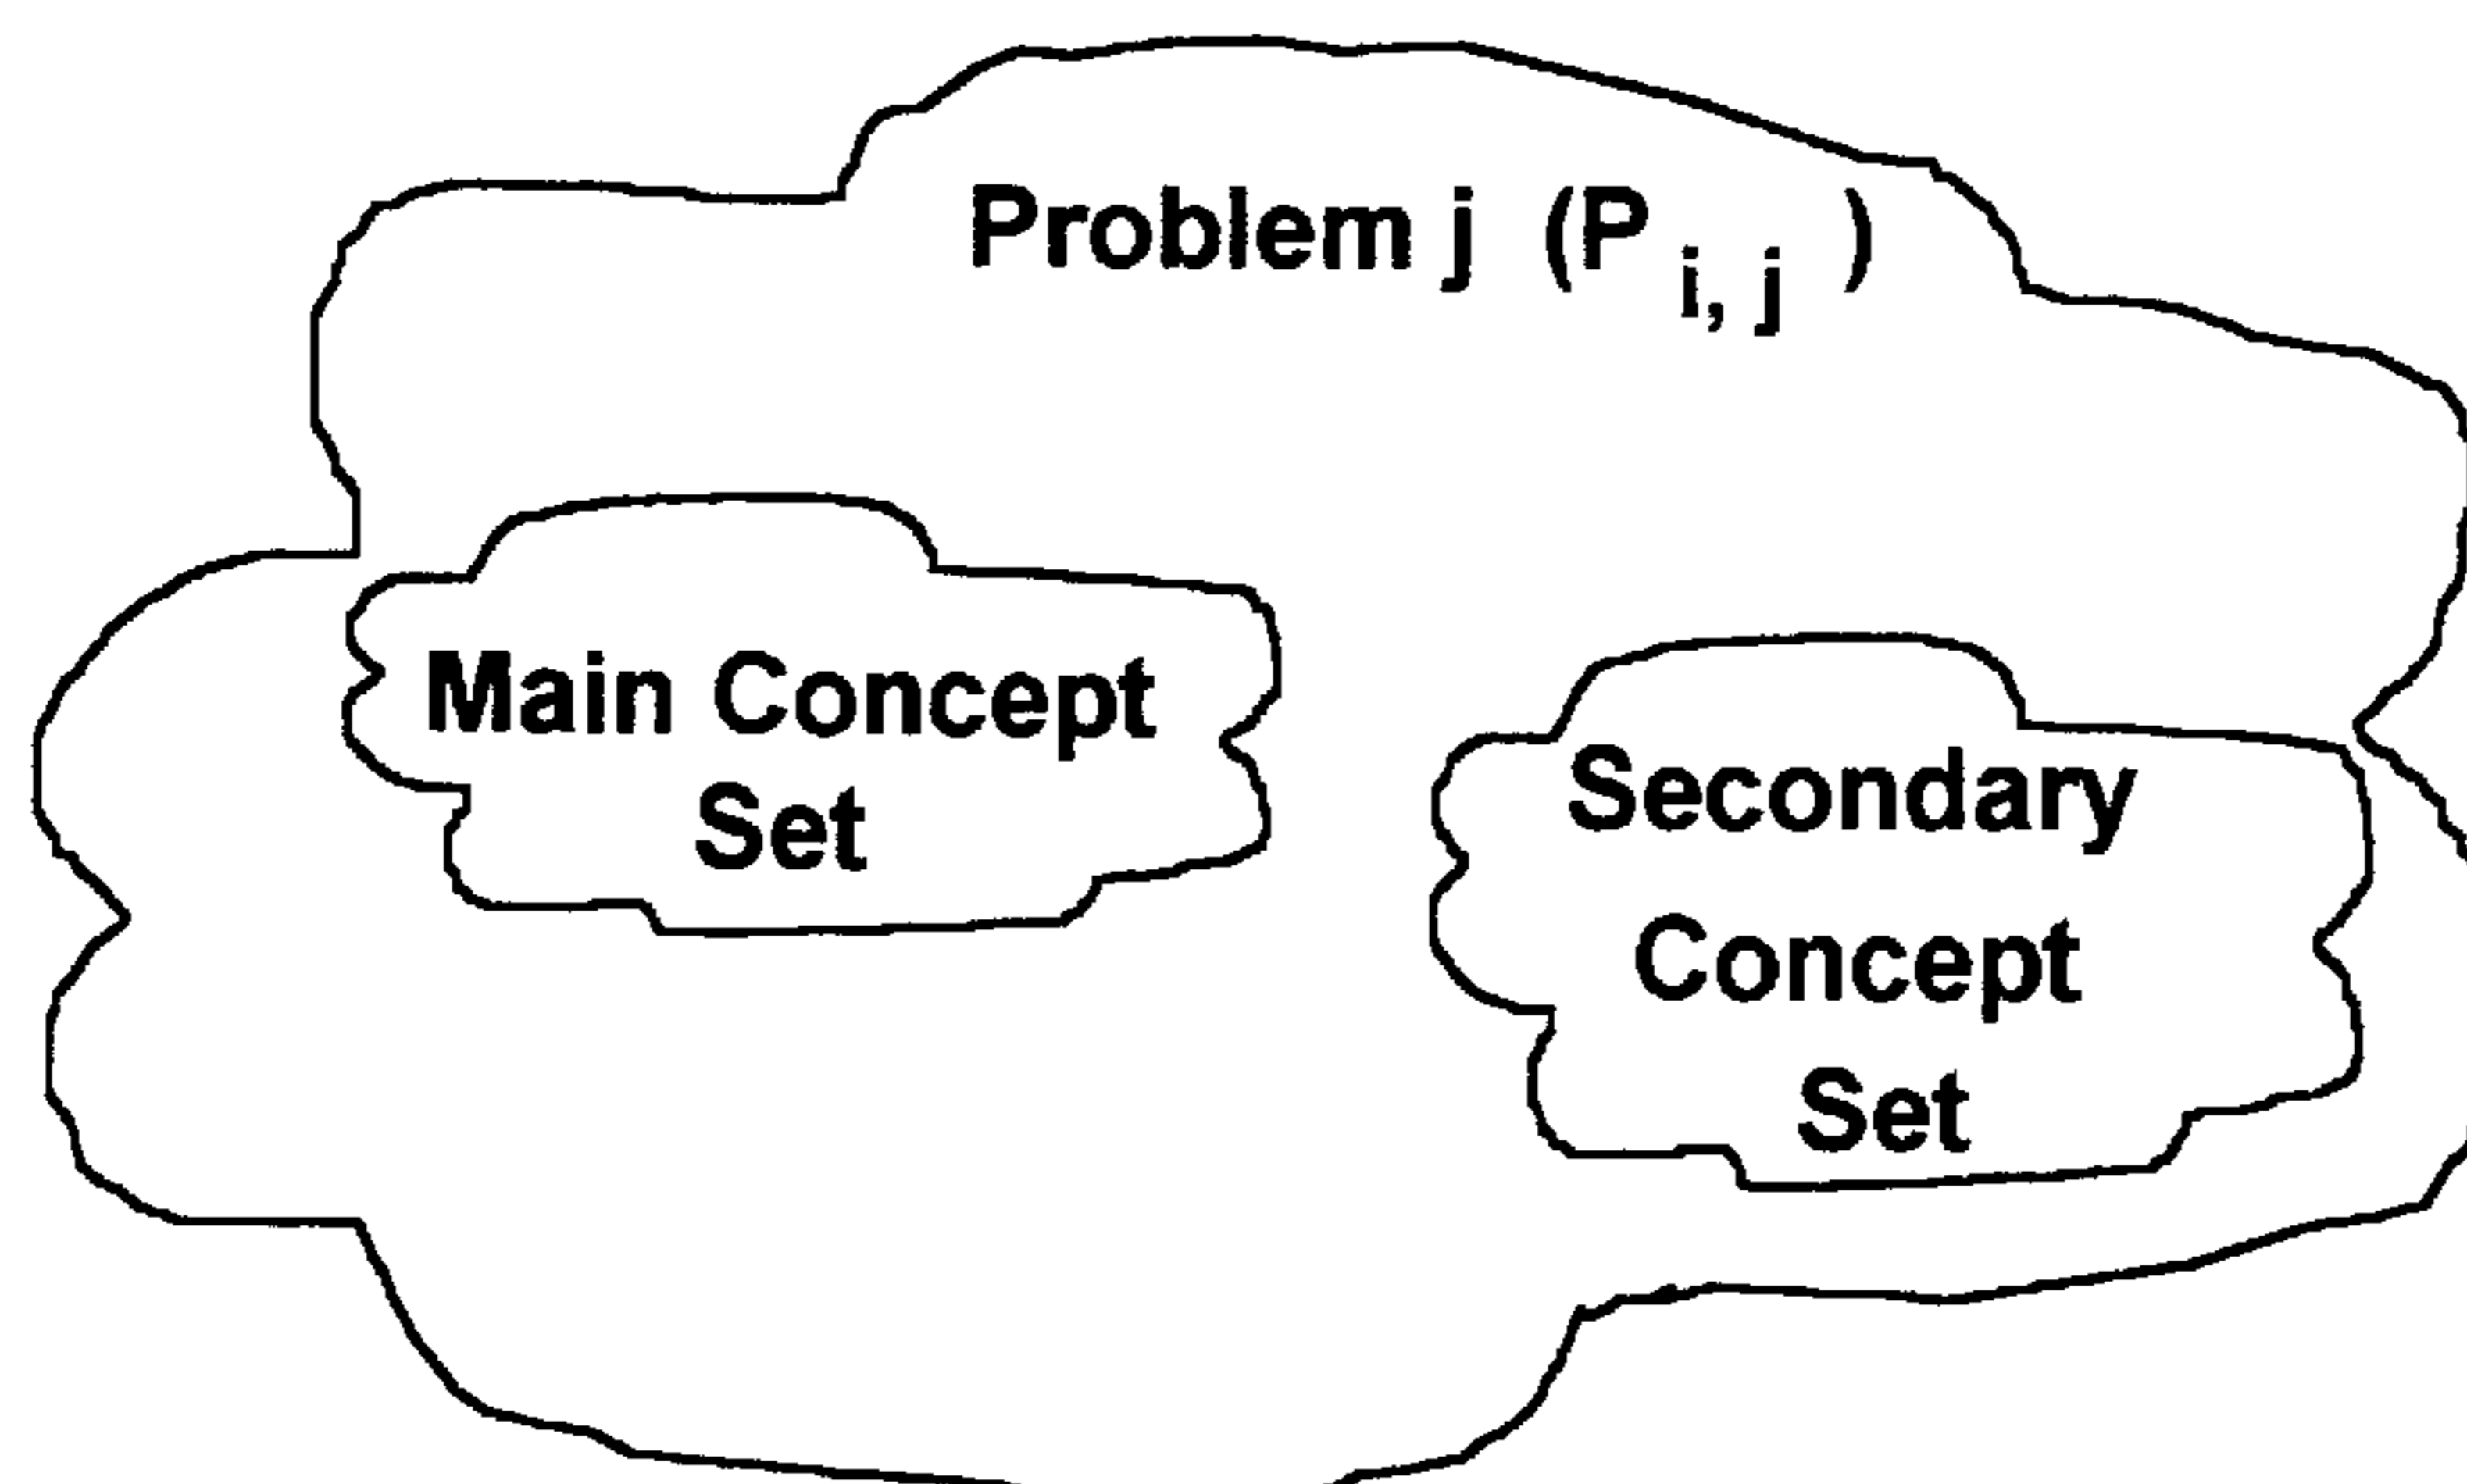 Problem j (P i, j )
Main Concept
Set
Secondary
Concept
Set